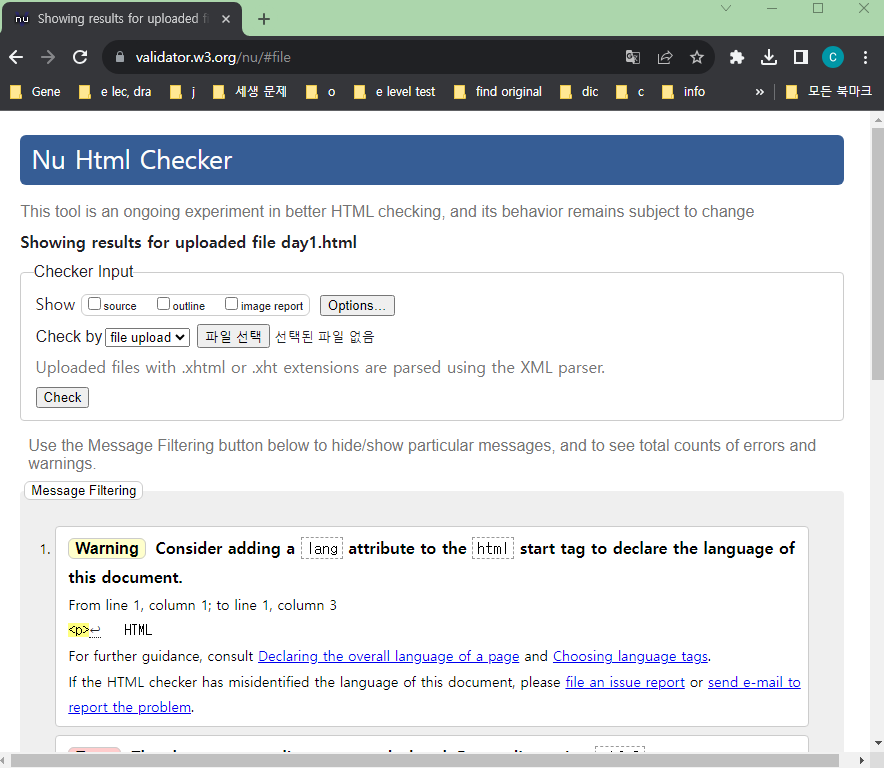 nu Showing results for uploaded f
validator.w3.org/nu/#file
C
Gene e lec, dra j 세생 문제 o e level test find original dic c info » 모든 북마크
Nu Html Checker
This tool is an ongoing experiment in better HTML checking, and its behavior remains subject to change
Showing results for uploaded file day1.html
Checker Input
Show source outline image report Options...
Check by file upload 파일 선택 선택된 파일 없음
Uploaded files with .xhtml or .xht extensions are parsed using the XML parser.
Check
Use the Message Filtering button below to hide/show particular messages, and to see total counts of errors and
warnings.
Message Filtering
1. Warning Consider adding a lang attribute to the html start tag to declare the language of
this document.
From line 1, column 1; to line 1, column 3
<p>↩ HTML
For further guidance, consult Declaring the overall language of a page and Choosing language tags.
If the HTML checker has misidentified the language of this document, please file an issue report or send e-mail to
report the problem.